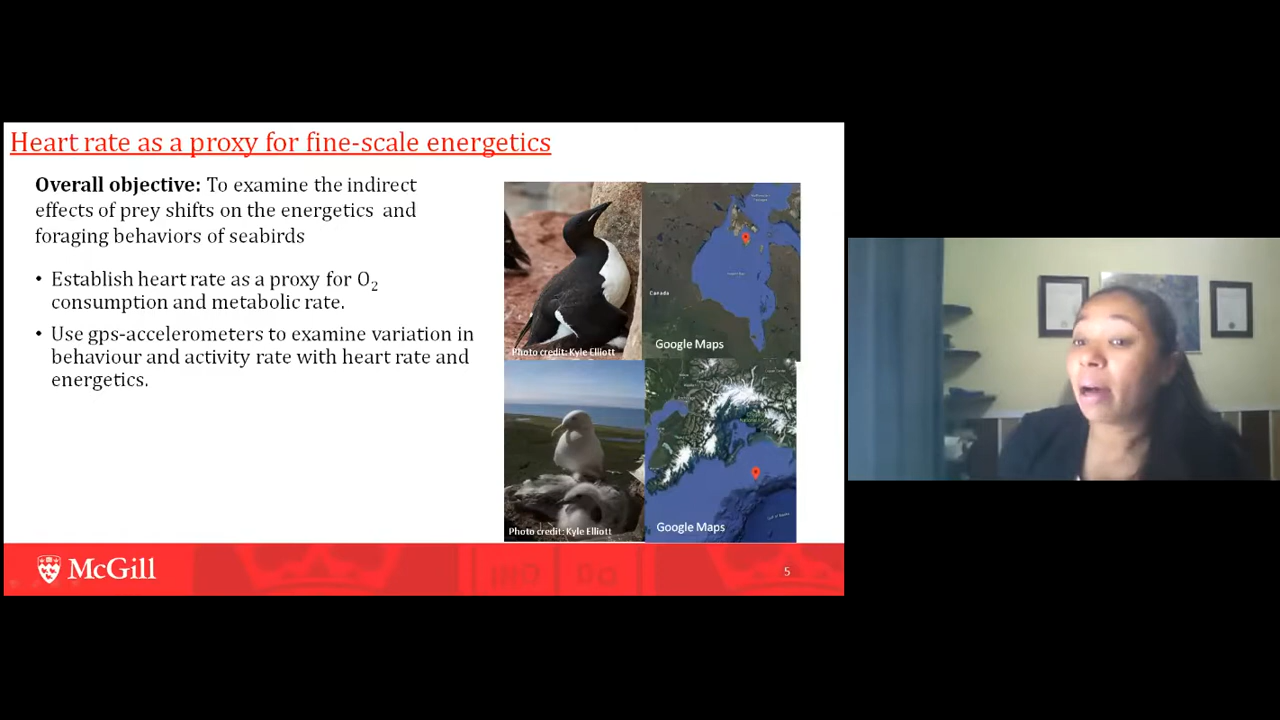 Heart rate as a proxy for fine-scale energetics
Overall objective: To examine the indirect
effects of prey shifts on the energetics and
foraging behaviors of seabirds
• Establish heart rate as a proxy for O₂
consumption and metabolic rate.
• Use gps-accelerometers to examine variation in
behaviour and activity rate with heart rate and
energetics.
Photo credit: Kyle Elliott
Canada
Google Maps
Photo credit: Kyle Elliott
Google Maps
McGill
5